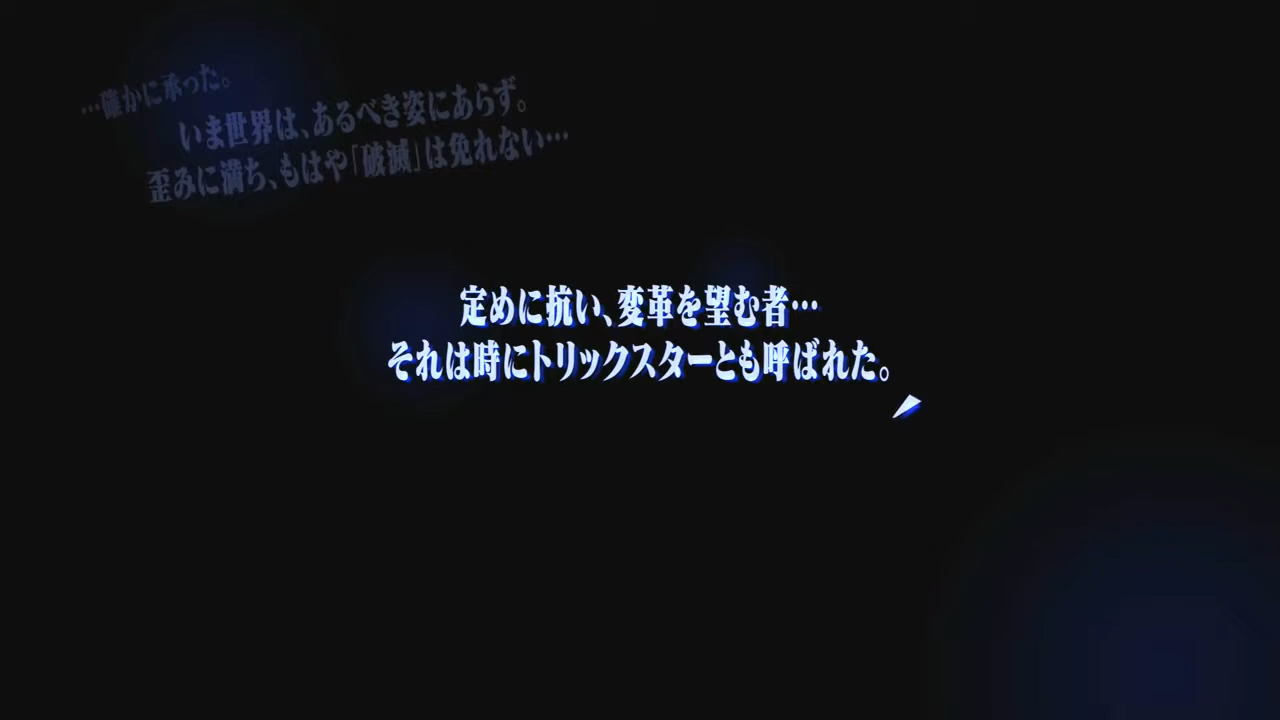 …確かに承った。
いま世界は、あるべき姿にあらず。
歪みに満ち、もはや「破滅」は免れない…
定めに抗い、変革を望む者…
それは時にトリックスターとも呼ばれた。